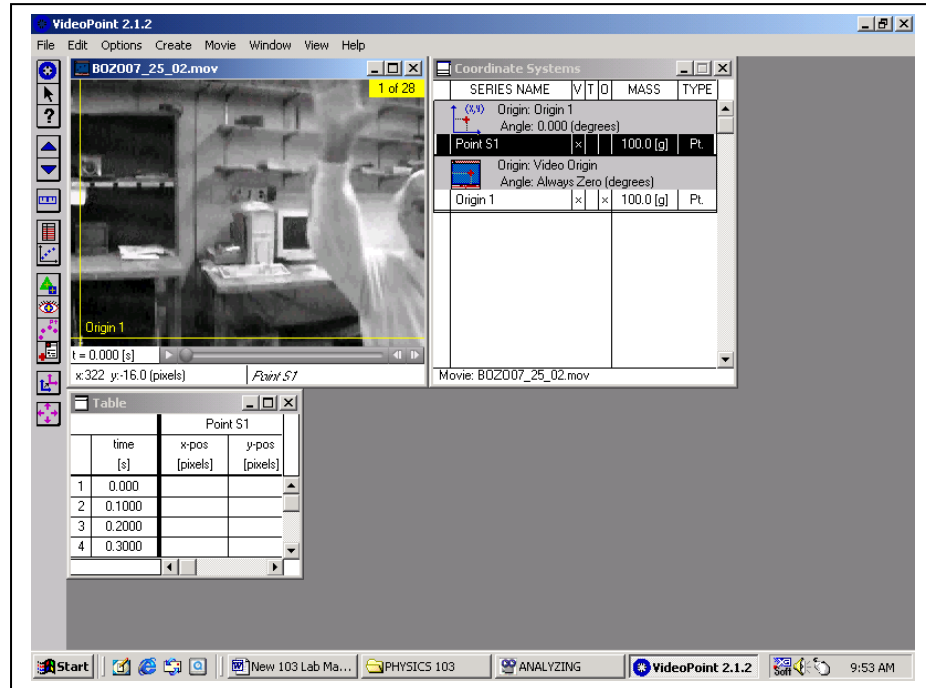 VideoPoint 2.1.2
File Edit Options Create Movie Window View Help
BOZO07_25_02.mov
1 of 28
Origin 1
t = 0.000 [s]
x:322 y:-16.0 (pixels) Point S1
Coordinate Systems
SERIES NAME V T O MASS TYPE
(X,Y) Origin: Origin 1
Angle: 0.000 (degrees)
Point S1 × 100.0 [g] Pt.
Origin: Video Origin
Angle: Always Zero (degrees)
Origin 1 × × 100.0 [g] Pt.
Movie: BOZO07_25_02.mov
Table
Point S1
time x-pos y-pos
[s] [pixels] [pixels]
1 0.000
2 0.1000
3 0.2000
4 0.3000
Start New 103 Lab Ma... PHYSICS 103 ANALYZING VideoPoint 2.1.2 9:53 AM